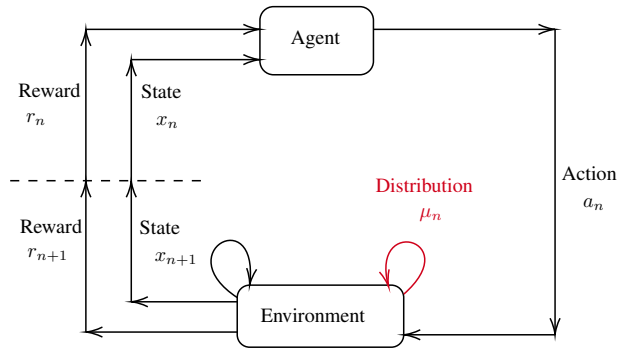 Agent
Reward
r_n
State
x_n
Distribution
μ_n
Action
a_n
Reward
r_{n+1}
State
x_{n+1}
Environment